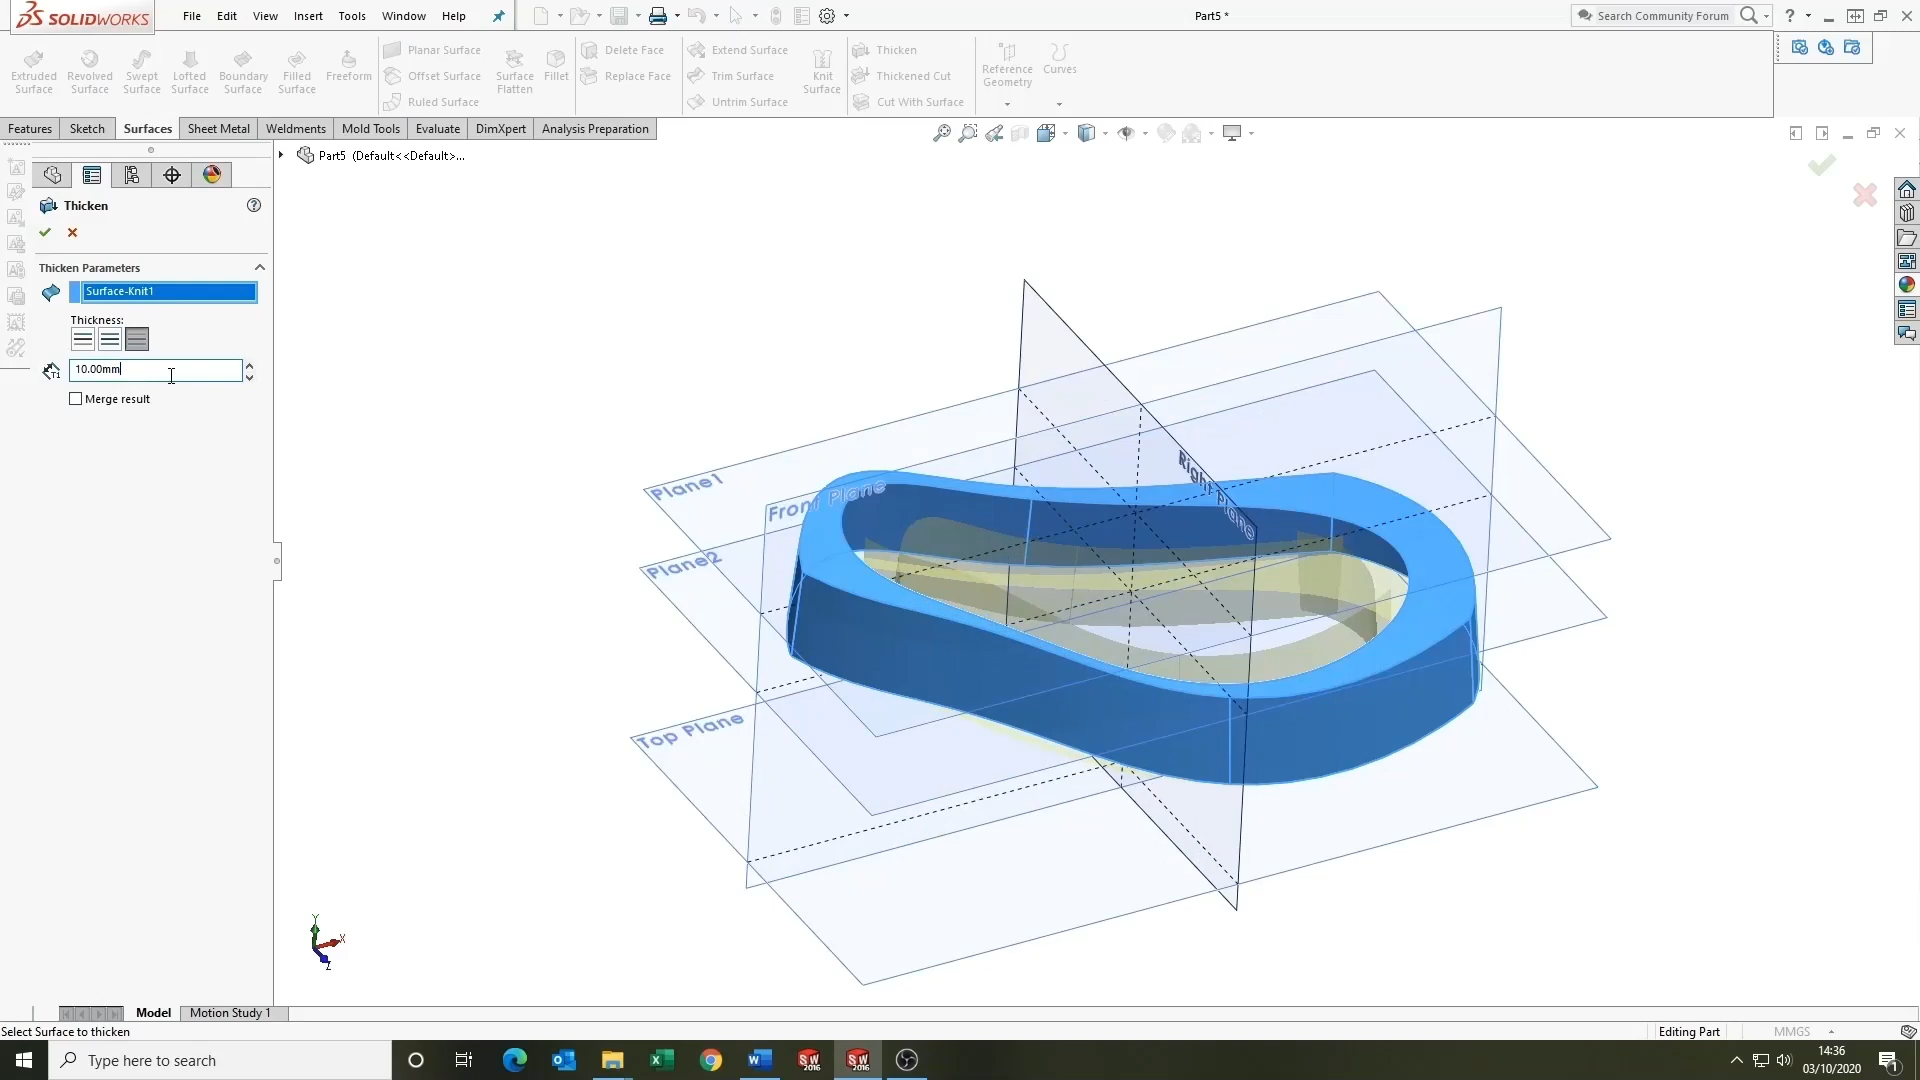 SOLIDWORKS
File Edit View Insert Tools Window Help
Part5 *
Search Community Forum
Extruded Surface
Revolved Surface
Swept Surface
Lofted Surface
Boundary Surface
Filled Surface
Freeform
Planar Surface
Offset Surface
Ruled Surface
Surface Flatten
Fillet
Delete Face
Replace Face
Extend Surface
Trim Surface
Untrim Surface
Knit Surface
Thicken
Thickened Cut
Cut With Surface
Reference Geometry
Curves
Features Sketch Surfaces Sheet Metal Weldments Mold Tools Evaluate DimXpert Analysis Preparation
Part5 (Default<<Default>...
Thicken
Thicken Parameters
Surface-Knit1
Thickness:
10.00mm
Merge result
Plane1
Front Plane
Right Plane
Plane2
Top Plane
Y
X
Z
Model Motion Study 1
Select Surface to thicken
Editing Part
MMGS
Type here to search
SW 2016
SW 2016
14:36
03/10/2020
1